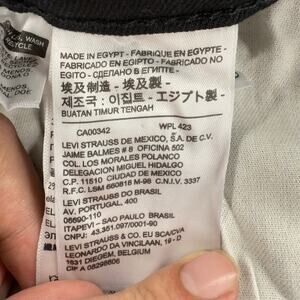 WASH
MADE IN EGYPT - FABRIQUE EN EGYPTE -
FABRICADO EN EGIPTO - FABRICADO NO
EGITO - СДЕЛАНО В ЕГИПТЕ -
埃及制造 - 埃及製 -
제조국 : 이집트 - エジプト製 -
BUATAN TIMUR TENGAH
CA00342 WPL 423
LEVI STRAUSS DE MEXICO, S.A. DE C.V.
JAIME BALMES # 8 OFICINA 502
COL. LOS MORALES POLANCO
DELEGACION MIGUEL HIDALGO
C.P. 11510 CIUDAD DE MEXICO
R.F.C. LSM 660818 M-98 C.N.I.V. 3337
LEVI STRAUSS DO BRASIL
AV. PORTUGAL, 400
06690-110
ITAPEVI - SAO PAULO BRASIL
CNPJ: 43.351.097/0001-90
LEVI STRAUSS & CO. EU SCA/CVA
LEONARDO DA VINCILAAN, 19 - D
1831 DIEGEM, BELGIUM